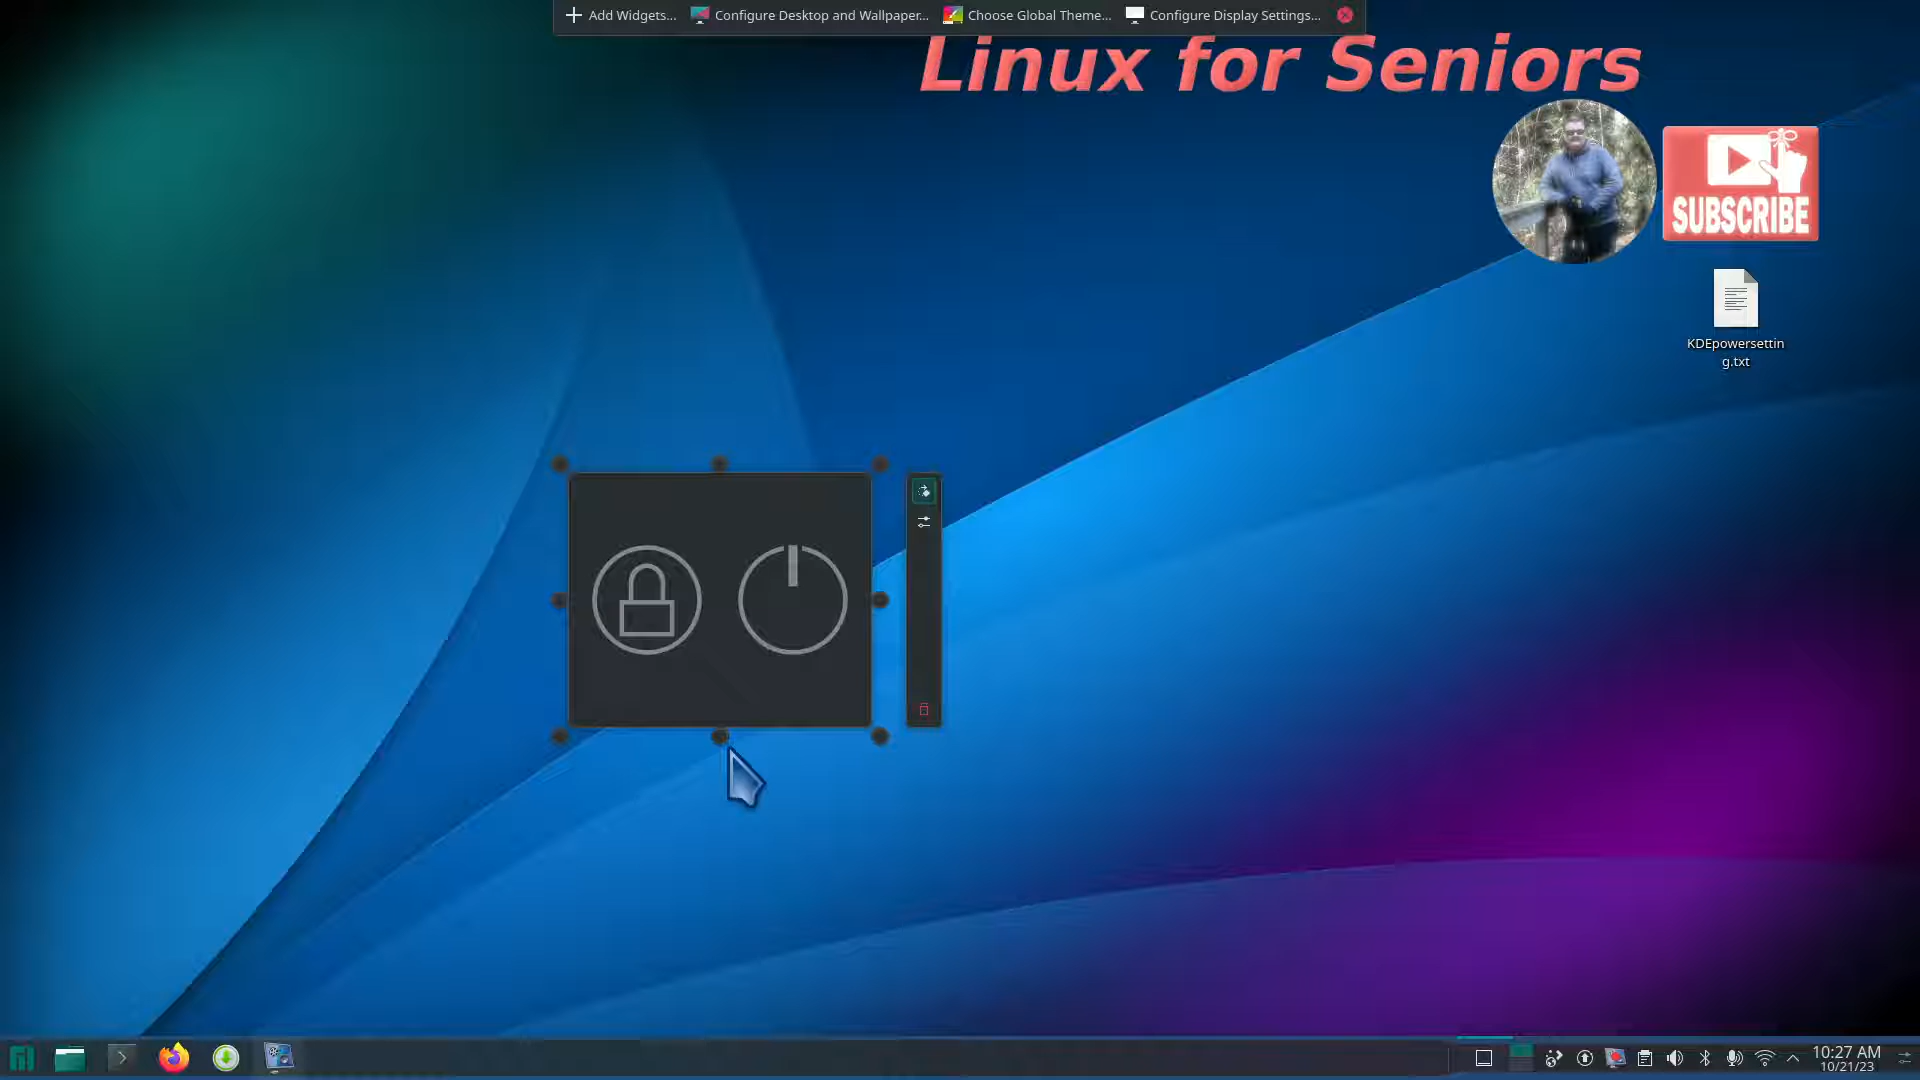 Add Widgets...
Configure Desktop and Wallpaper...
Choose Global Theme...
Configure Display Settings...
Linux for Seniors
SUBSCRIBE
KDEpowersettin
g.txt
10:27 AM
10/21/23